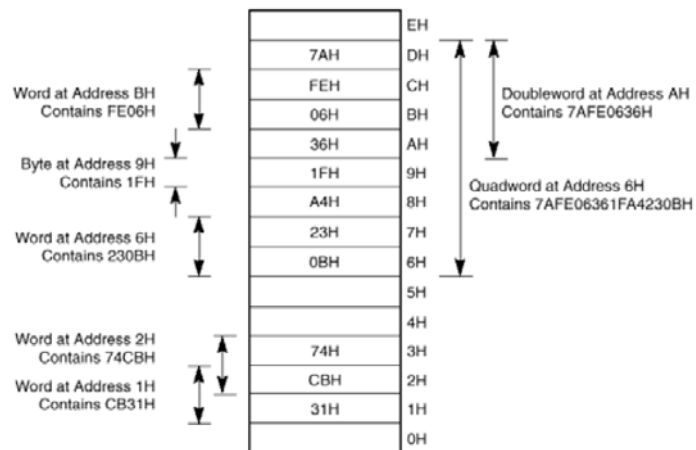 EH
7AH DH
FEH CH
06H BH
36H AH
1FH 9H
A4H 8H
23H 7H
0BH 6H
5H
4H
74H 3H
CBH 2H
31H 1H
0H
Word at Address BH
Contains FE06H
Byte at Address 9H
Contains 1FH
Word at Address 6H
Contains 230BH
Word at Address 2H
Contains 74CBH
Word at Address 1H
Contains CB31H
Doubleword at Address AH
Contains 7AFE0636H
Quadword at Address 6H
Contains 7AFE06361FA4230BH